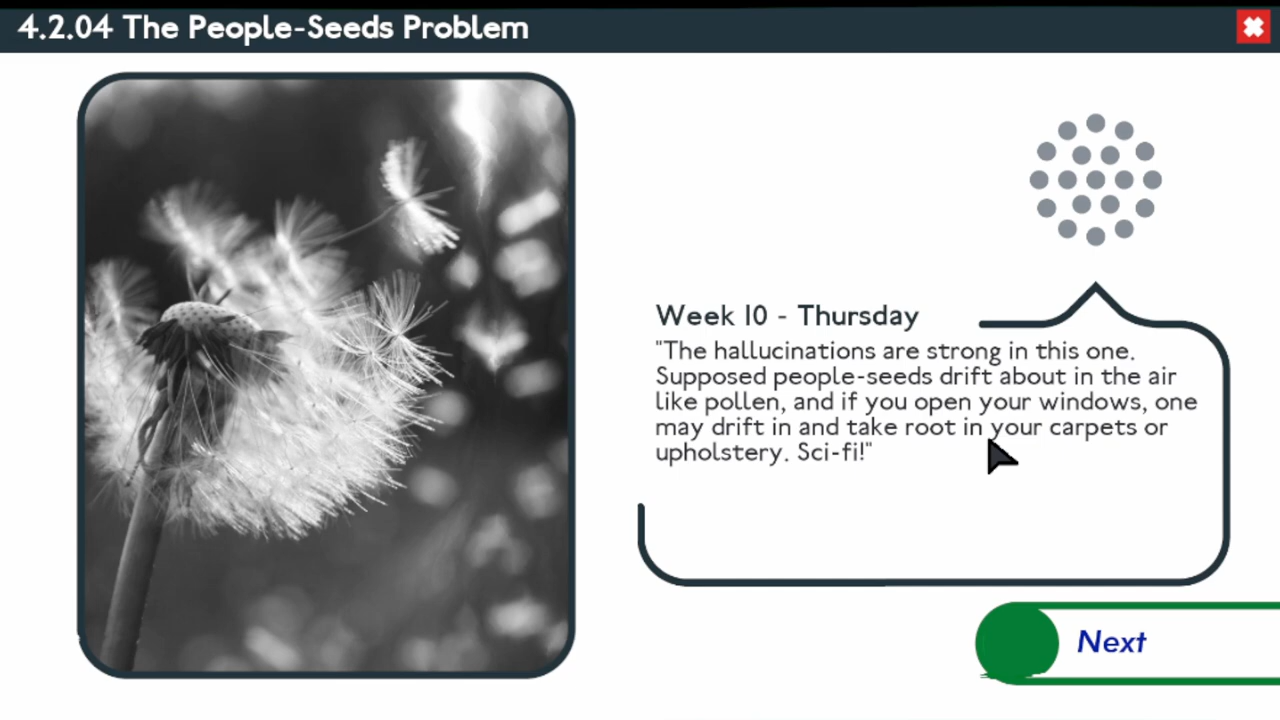 4.2.04 The People-Seeds Problem
Week 10 - Thursday
"The hallucinations are strong in this one.
Supposed people-seeds drift about in the air
like pollen, and if you open your windows, one
may drift in and take root in your carpets or
upholstery. Sci-fi!"
Next